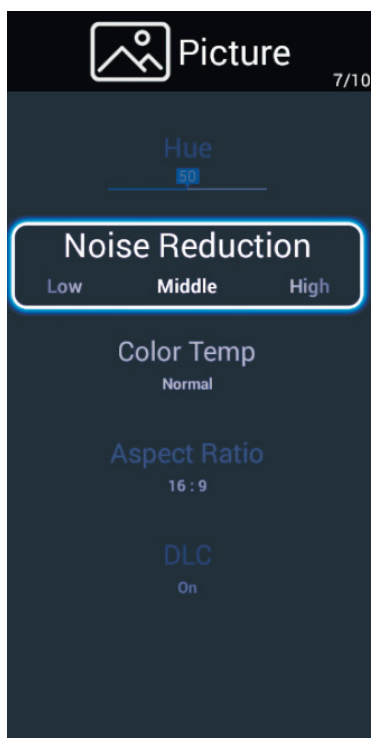 Picture
7/10
Hue
50
Noise Reduction
Low Middle High
Color Temp
Normal
Aspect Ratio
16 : 9
DLC
On